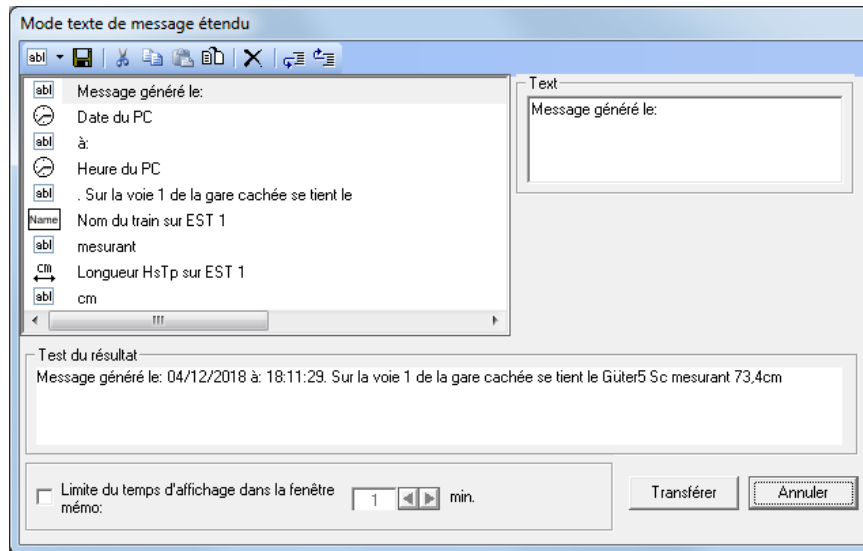 Mode texte de message étendu
abl
abl Message généré le:
Date du PC
abl à:
Heure du PC
abl . Sur la voie 1 de la gare cachée se tient le
Name Nom du train sur EST 1
abl mesurant
cm Longueur HsTp sur EST 1
abl cm
Text
Message généré le:
Test du résultat
Message généré le: 04/12/2018 à: 18:11:29. Sur la voie 1 de la gare cachée se tient le Güter5 Sc mesurant 73,4cm
Limite du temps d'affichage dans la fenêtre
mémo:
1 min.
Transférer
Annuler